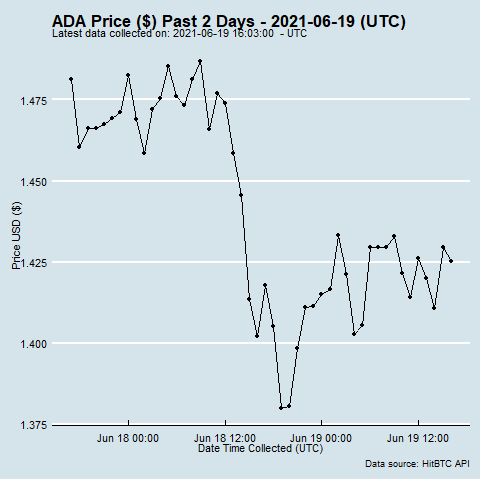 ADA Price ($) Past 2 Days - 2021-06-19 (UTC)
Latest data collected on: 2021-06-19 16:03:00  - UTC
1.475
1.450
1.425
1.400
1.375
Price USD ($)
Jun 18 00:00
Jun 18 12:00
Jun 19 00:00
Jun 19 12:00
Date Time Collected (UTC)
Data source: HitBTC API